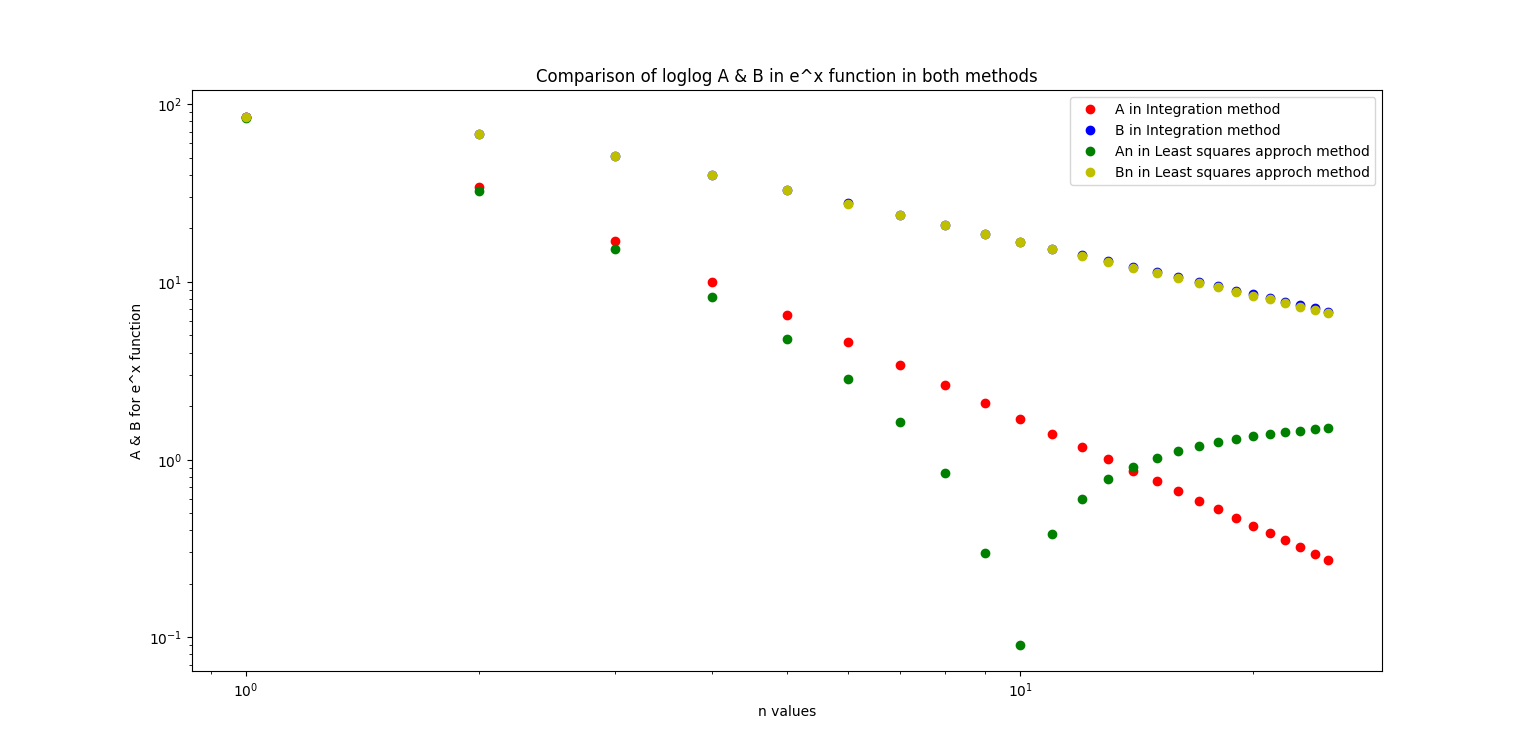 Comparison of loglog A & B in e^x function in both methods
A in Integration method
B in Integration method
An in Least squares approch method
Bn in Least squares approch method
A & B for e^x function
10²
10¹
10⁰
10⁻¹
10⁰ 10¹
n values